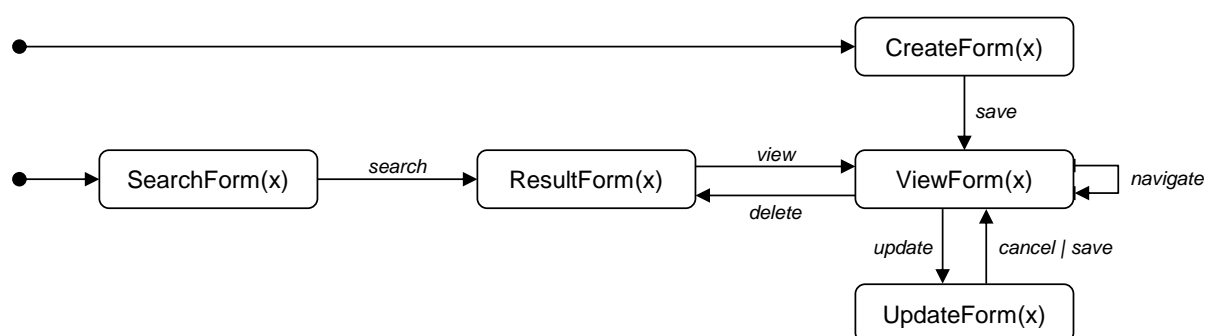 CreateForm(x)
save
SearchForm(x)
search
ResultForm(x)
view
delete
ViewForm(x)
navigate
update
cancel | save
UpdateForm(x)